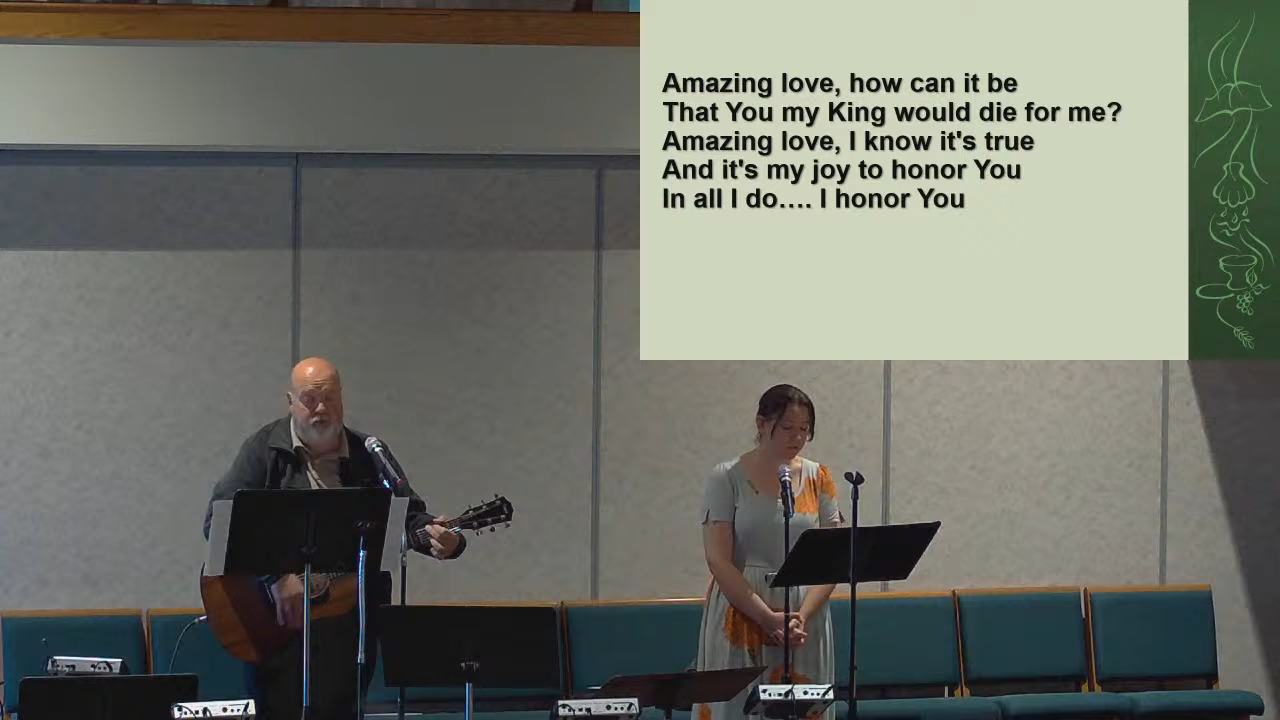 Amazing love, how can it be
That You my King would die for me?
Amazing love, I know it's true
And it's my joy to honor You
In all I do…. I honor You